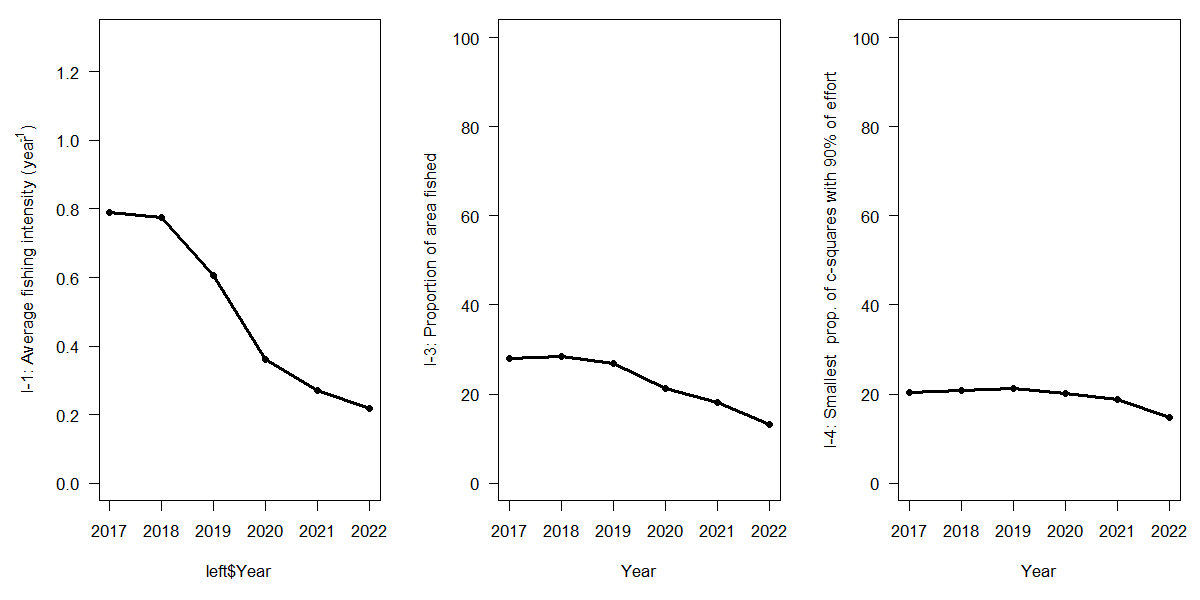 I-1: Average fishing intensity (year-1)
1.2
1.0
0.8
0.6
0.4
0.2
0.0
2017 2018 2019 2020 2021 2022
left$Year
I-3: Proportion of area fished
100
80
60
40
20
0
2017 2018 2019 2020 2021 2022
Year
I-4: Smallest  prop. of c-squares with 90% of effort
100
80
60
40
20
0
2017 2018 2019 2020 2021 2022
Year